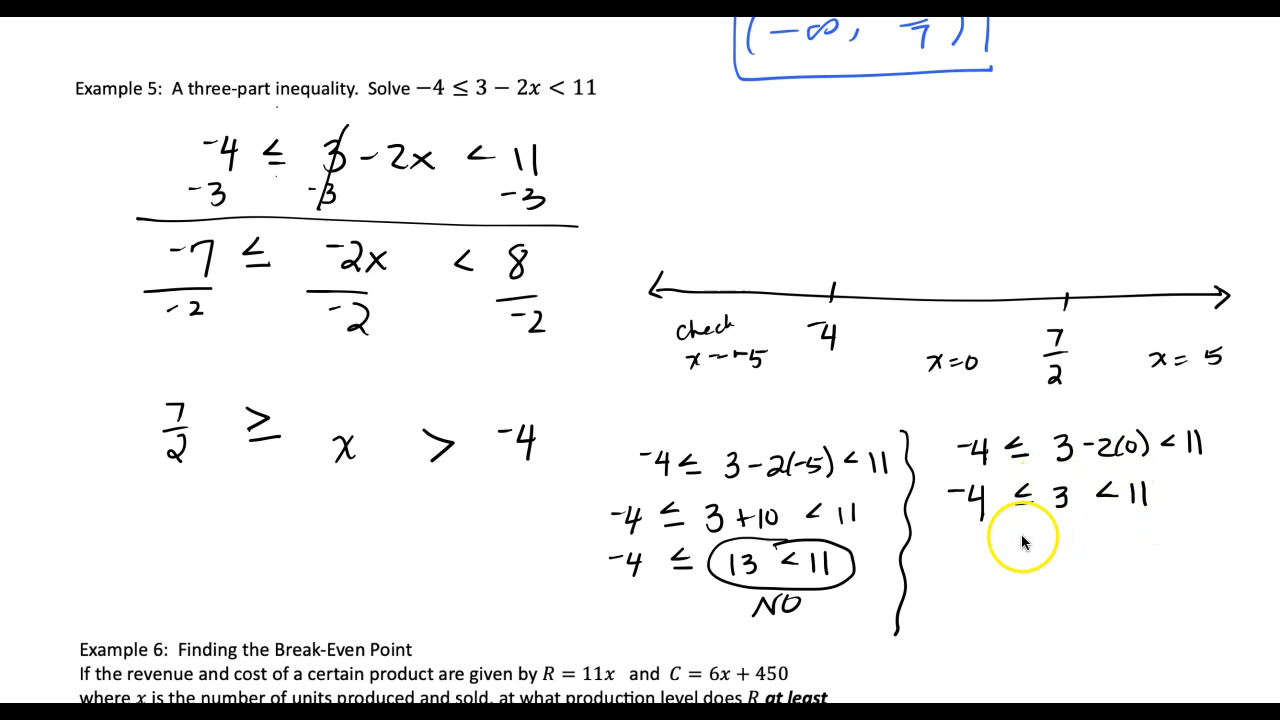 (-∞, 7)
Example 5: A three-part inequality. Solve −4 ≤ 3 − 2x < 11
-4 ≤ 3 - 2x < 11
-3 -3 -3
-7 ≤ -2x < 8
-2 -2 -2
-4 7/2
check
x = -5 x=0 x = 5
7/2 ≥ x > -4
-4 ≤ 3 - 2(-5) < 11
-4 ≤ 3 +10 < 11
-4 ≤ 13 < 11
NO
-4 ≤ 3 -2(0) < 11
-4 ≤ 3 < 11
Example 6: Finding the Break-Even Point
If the revenue and cost of a certain product are given by R = 11x and C = 6x + 450
where x is the number of units produced and sold, at what production level does R at least